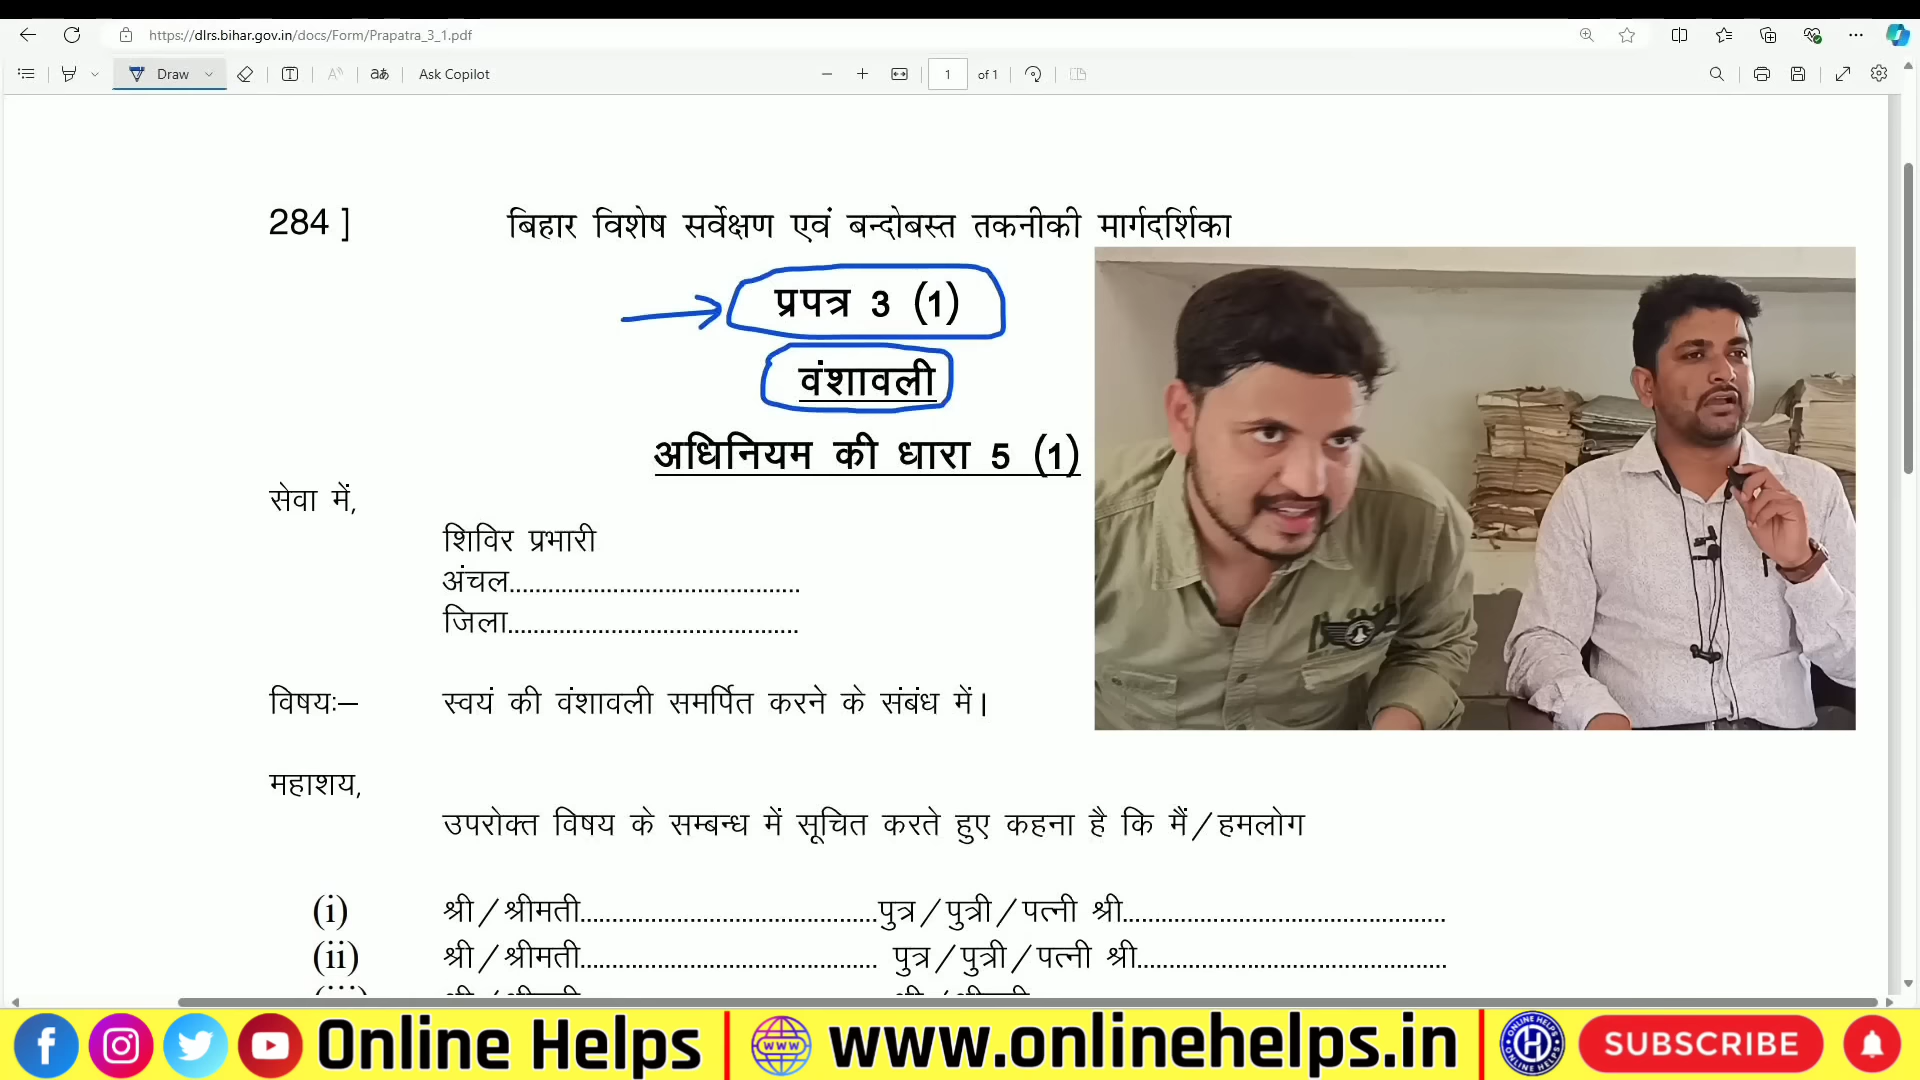 https://dlrs.bihar.gov.in/docs/Form/Prapatra_3_1.pdf
Draw
Ask Copilot
1 of 1
284 ] बिहार विशेष सर्वेक्षण एवं बन्दोबस्त तकनीकी मार्गदर्शिका
प्रपत्र 3 (1)
वंशावली
अधिनियम की धारा 5 (1)
सेवा में,
शिविर प्रभारी
अंचल.............................................
जिला.............................................
विषयः– स्वयं की वंशावली समर्पित करने के संबंध में।
महाशय,
उपरोक्त विषय के सम्बन्ध में सूचित करते हुए कहना है कि मैं/हमलोग
(i) श्री/श्रीमती..............................................पुत्र/पुत्री/पत्नी श्री..................................................
(ii) श्री/श्रीमती.............................................. पुत्र/पुत्री/पत्नी श्री................................................
Online Helps | www.onlinehelps.in | SUBSCRIBE